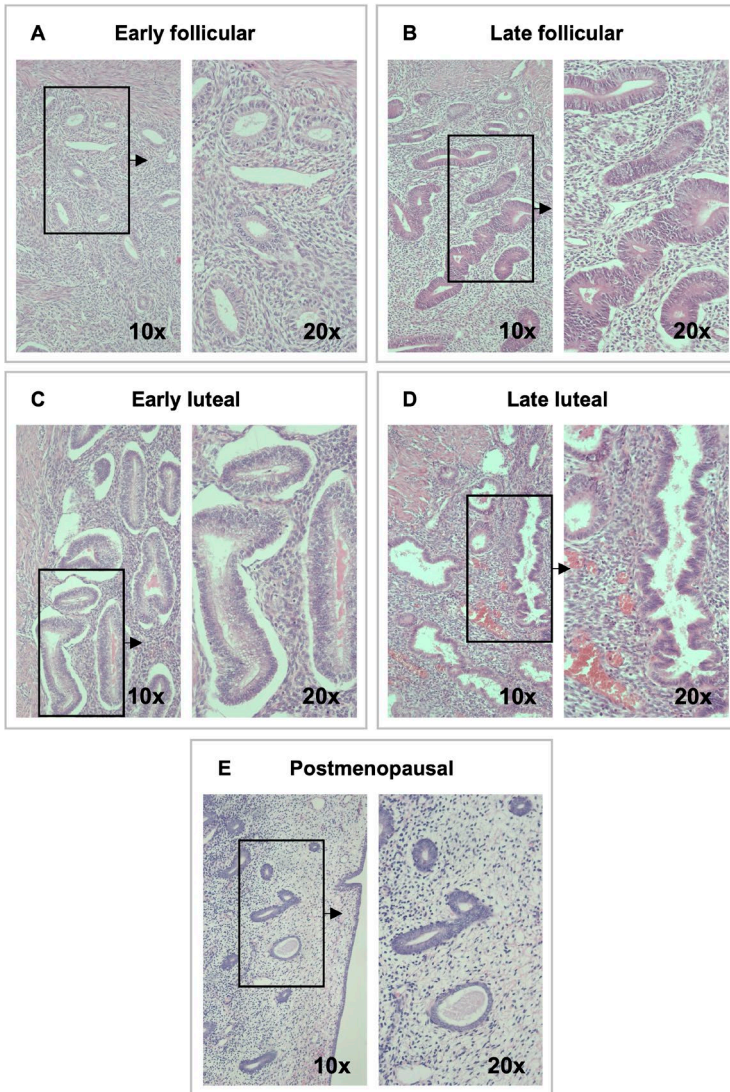 A Early follicular
10x 20x
B Late follicular
10x 20x
C Early luteal
10x 20x
D Late luteal
10x 20x
E Postmenopausal
10x 20x